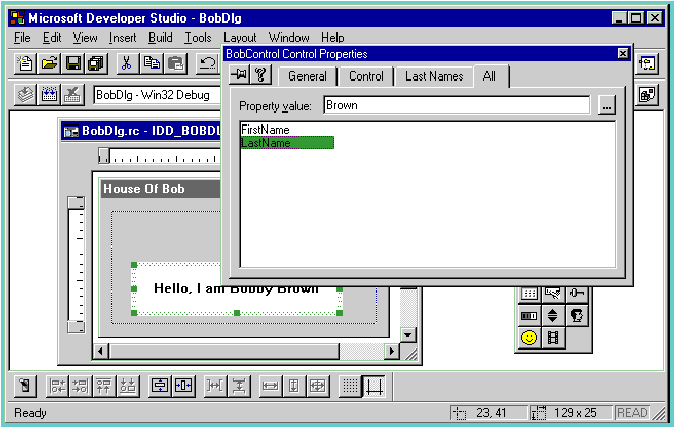 Microsoft Developer Studio - BobDlg
File Edit View Insert Build Tools Layout Window Help
BobControl Control Properties
General Control Last Names All
BobDlg - Win32 Debug
Property value: Brown ...
FirstName
LastName
BobDlg.rc - IDD_BOBDL
House Of Bob
Hello, I am Bobby Brown
Ready 23, 41 129 x 25 READ